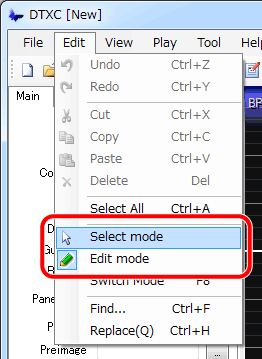 DTXC [New]
File Edit View Play Tool Help
Undo Ctrl+Z
Redo Ctrl+Y
Main
BP
Cut Ctrl+X
Copy Ctrl+C
Co
Paste Ctrl+V
Delete Del
Select All Ctrl+A
D
Select mode
Gu
Edit mode
Switch Mode F8
Pane
Find... Ctrl+F
P
Replace(Q) Ctrl+H
Preimage
...